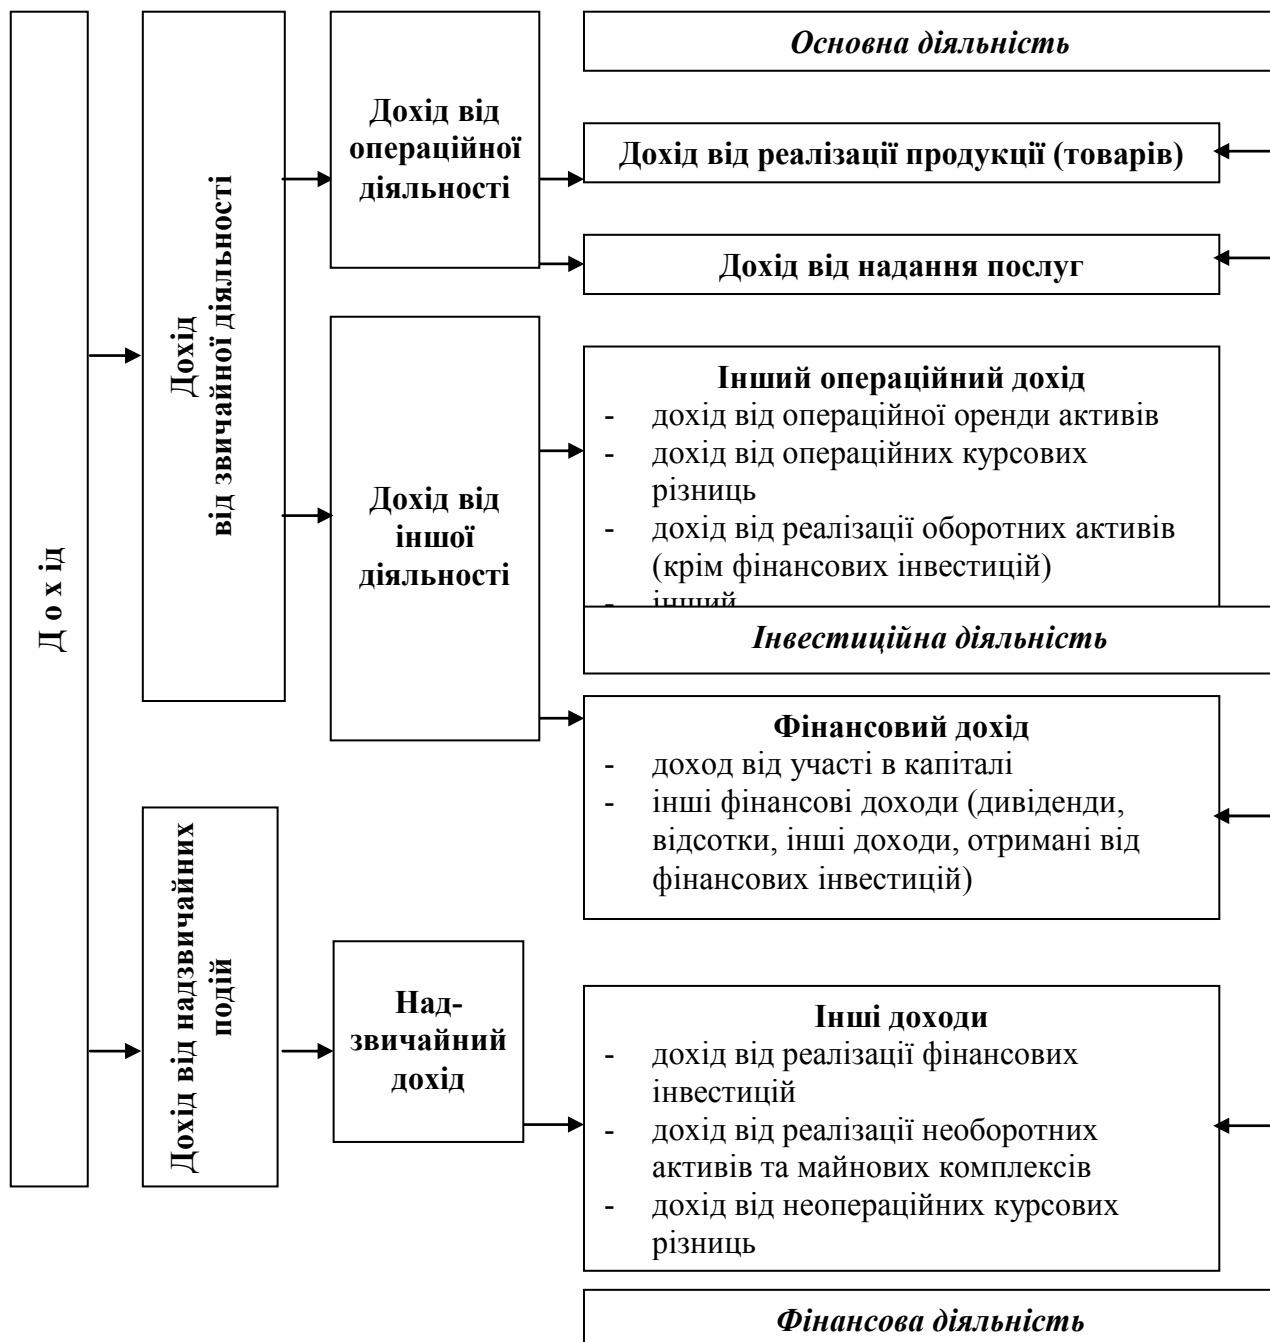 Д о х ід
Дохід
від звичайної діяльності
Дохід від надзвичайних
подій
Дохід від
операційної
діяльності
Дохід від
іншої
діяльності
Над-
звичайний
дохід
Основна діяльність
Дохід від реалізації продукції (товарів)
Дохід від надання послуг
Інший операційний дохід
- дохід від операційної оренди активів
- дохід від операційних курсових
різниць
- дохід від реалізації оборотних активів
(крім фінансових інвестицій)
- інший
Інвестиційна діяльність
Фінансовий дохід
- доход від участі в капіталі
- інші фінансові доходи (дивіденди,
відсотки, інші доходи, отримані від
фінансових інвестицій)
Інші доходи
- дохід від реалізації фінансових
інвестицій
- дохід від реалізації необоротних
активів та майнових комплексів
- дохід від неопераційних курсових
різниць
Фінансова діяльність